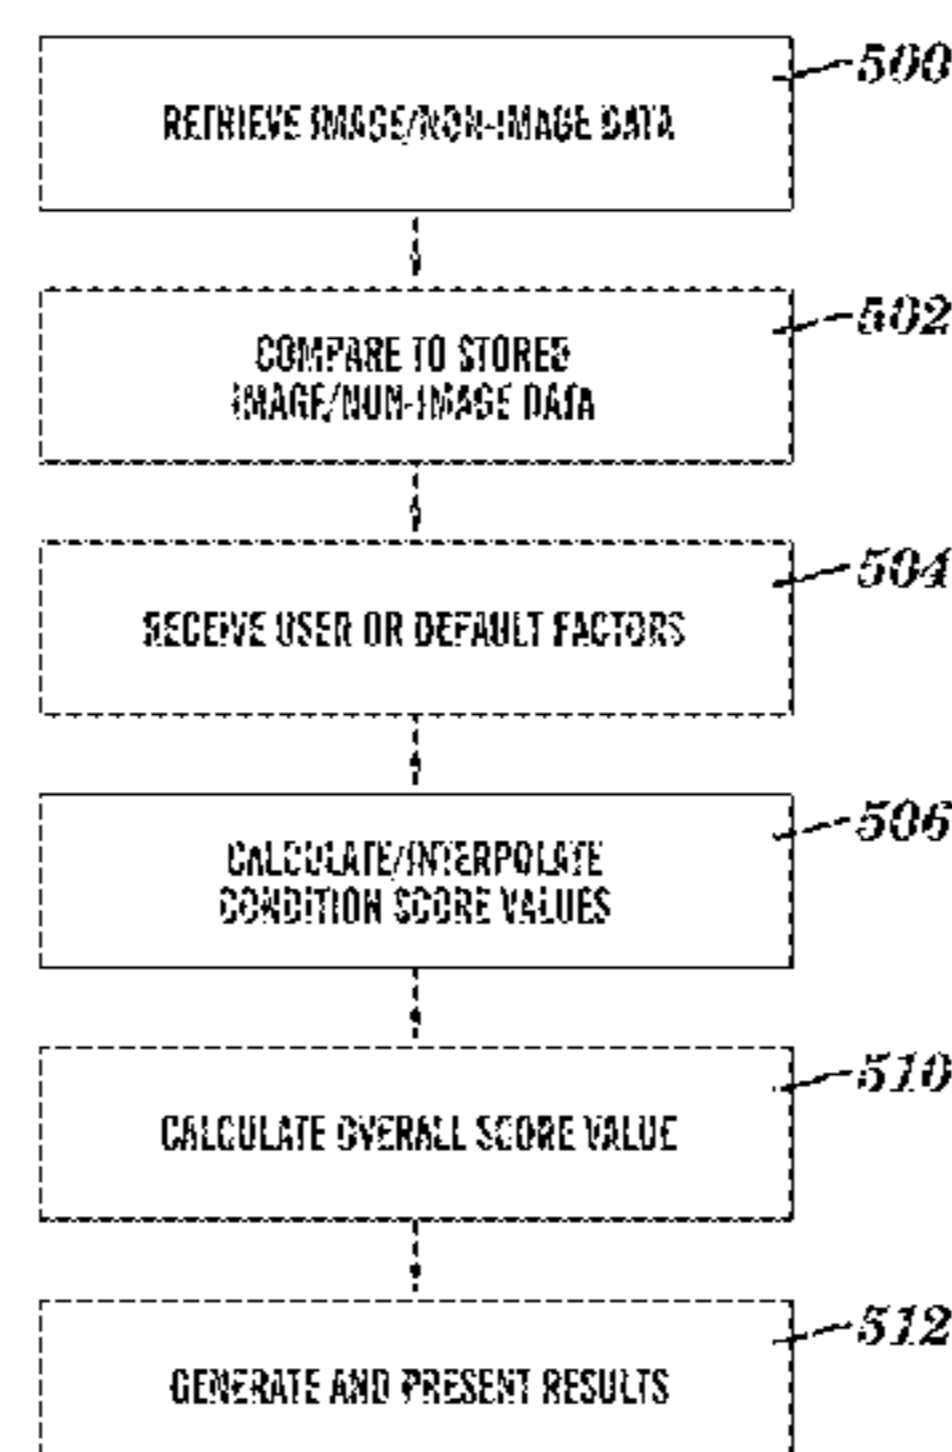 500
RETRIEVE IMAGE/NON-IMAGE DATA
502
COMPARE TO STORED
IMAGE/NON-IMAGE DATA
504
RECEIVE USER OR DEFAULT FACTORS
506
CALCULATE/INTERPOLATE
CONDITION SCORE VALUES
510
CALCULATE OVERALL SCORE VALUE
512
GENERATE AND PRESENT RESULTS